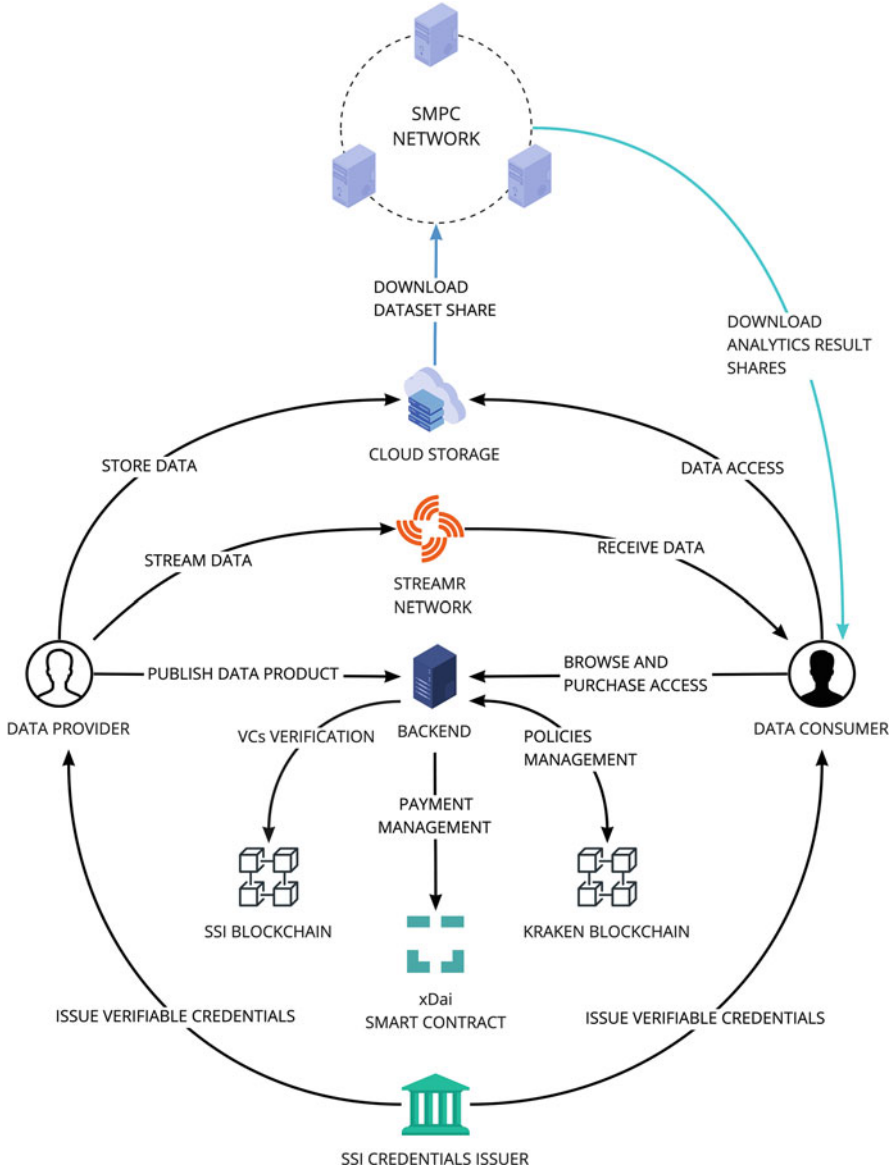 SMPC
NETWORK
DOWNLOAD
DATASET SHARE
DOWNLOAD
ANALYTICS RESULT
SHARES
CLOUD STORAGE
STORE DATA
DATA ACCESS
STREAM DATA
RECEIVE DATA
STREAMR
NETWORK
PUBLISH DATA PRODUCT
BROWSE AND
PURCHASE ACCESS
DATA PROVIDER
BACKEND
DATA CONSUMER
VCs VERIFICATION
POLICIES
MANAGEMENT
PAYMENT
MANAGEMENT
SSI BLOCKCHAIN
KRAKEN BLOCKCHAIN
xDai
SMART CONTRACT
ISSUE VERIFIABLE CREDENTIALS
ISSUE VERIFIABLE CREDENTIALS
SSI CREDENTIALS ISSUER